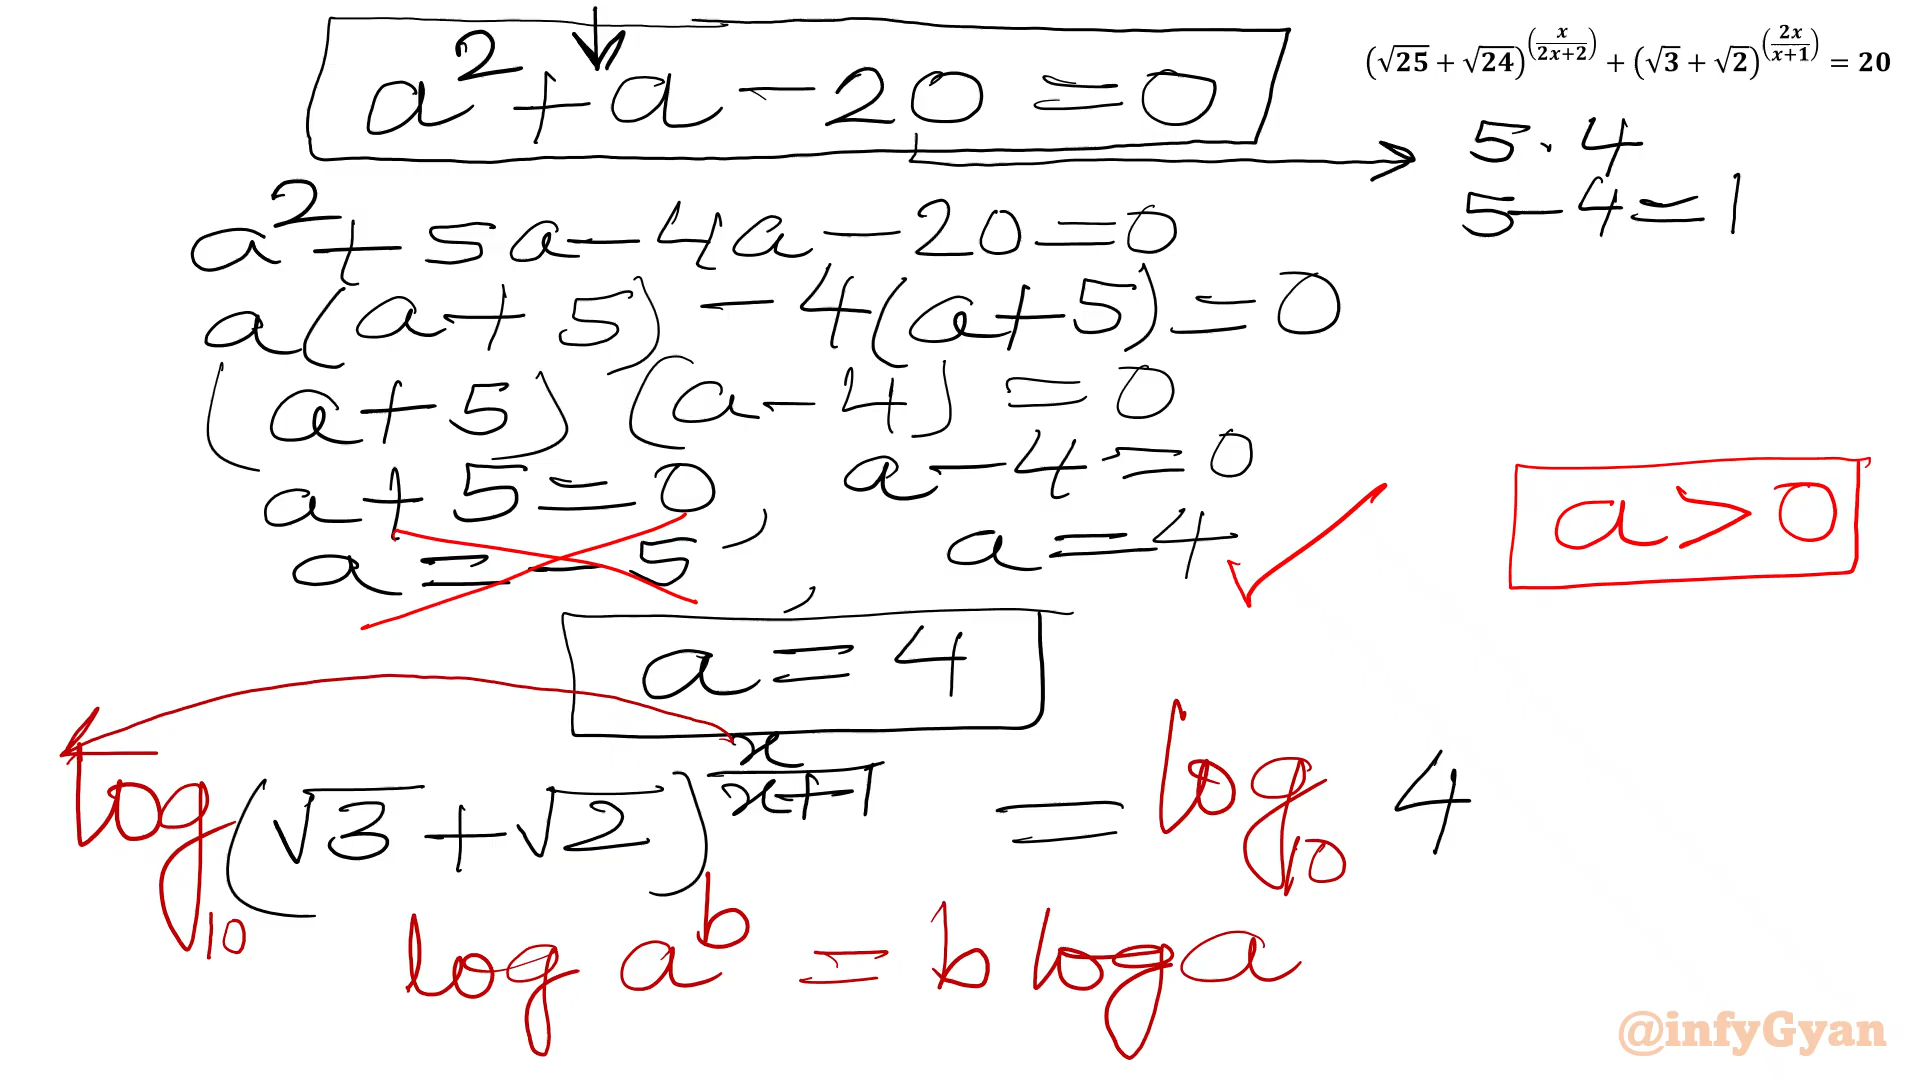 a² + a − 20 = 0
(√25 + √24)^(x/(2x+2)) + (√3 + √2)^(2x/(x+1)) = 20
5 · 4
5 − 4 = 1
a² + 5a − 4a − 20 = 0
a(a + 5) − 4(a + 5) = 0
(a + 5) (a − 4) = 0
a + 5 = 0, a − 4 = 0
a = −5, a = 4
a > 0
a = 4
log₁₀ (√3 + √2)^(x/(x+1)) = log₁₀ 4
log a^b = b log a
@infyGyan